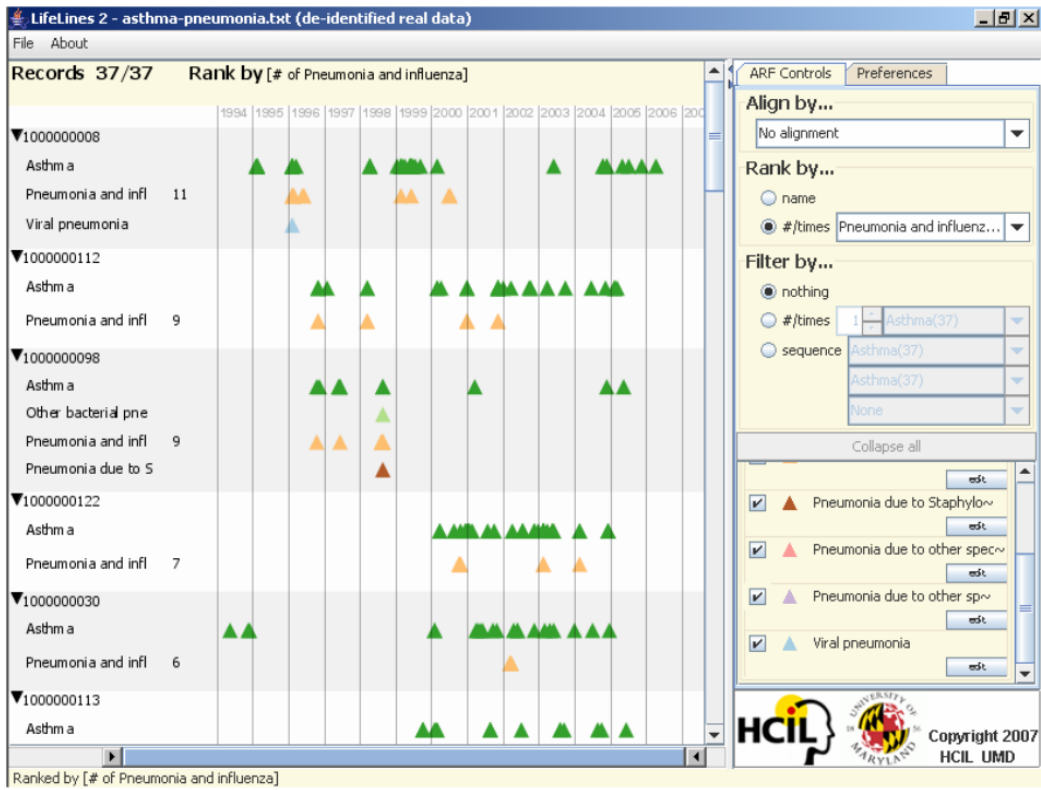 LifeLines 2 - asthma-pneumonia.txt (de-identified real data)
File About
Records 37/37 Rank by [# of Pneumonia and influenza]
1994 1995 1996 1997 1998 1999 2000 2001 2002 2003 2004 2005 2006 200
1000000008
Asthma
Pneumonia and infl 11
Viral pneumonia
1000000112
Asthma
Pneumonia and infl 9
1000000098
Asthma
Other bacterial pne
Pneumonia and infl 9
Pneumonia due to S
1000000122
Asthma
Pneumonia and infl 7
1000000030
Asthma
Pneumonia and infl 6
1000000113
Asthma
Ranked by [# of Pneumonia and influenza]
ARF Controls Preferences
Align by...
No alignment
Rank by...
name
#/times Pneumonia and influenz...
Filter by...
nothing
#/times 1 Asthma(37)
sequence Asthma(37)
Asthma(37)
None
Collapse all
edit
Pneumonia due to Staphylo~
edit
Pneumonia due to other spec~
edit
Pneumonia due to other sp~
edit
Viral pneumonia
edit
HCIL
UNIVERSITY OF
MARYLAND
18 56
Copyright 2007
HCIL UMD